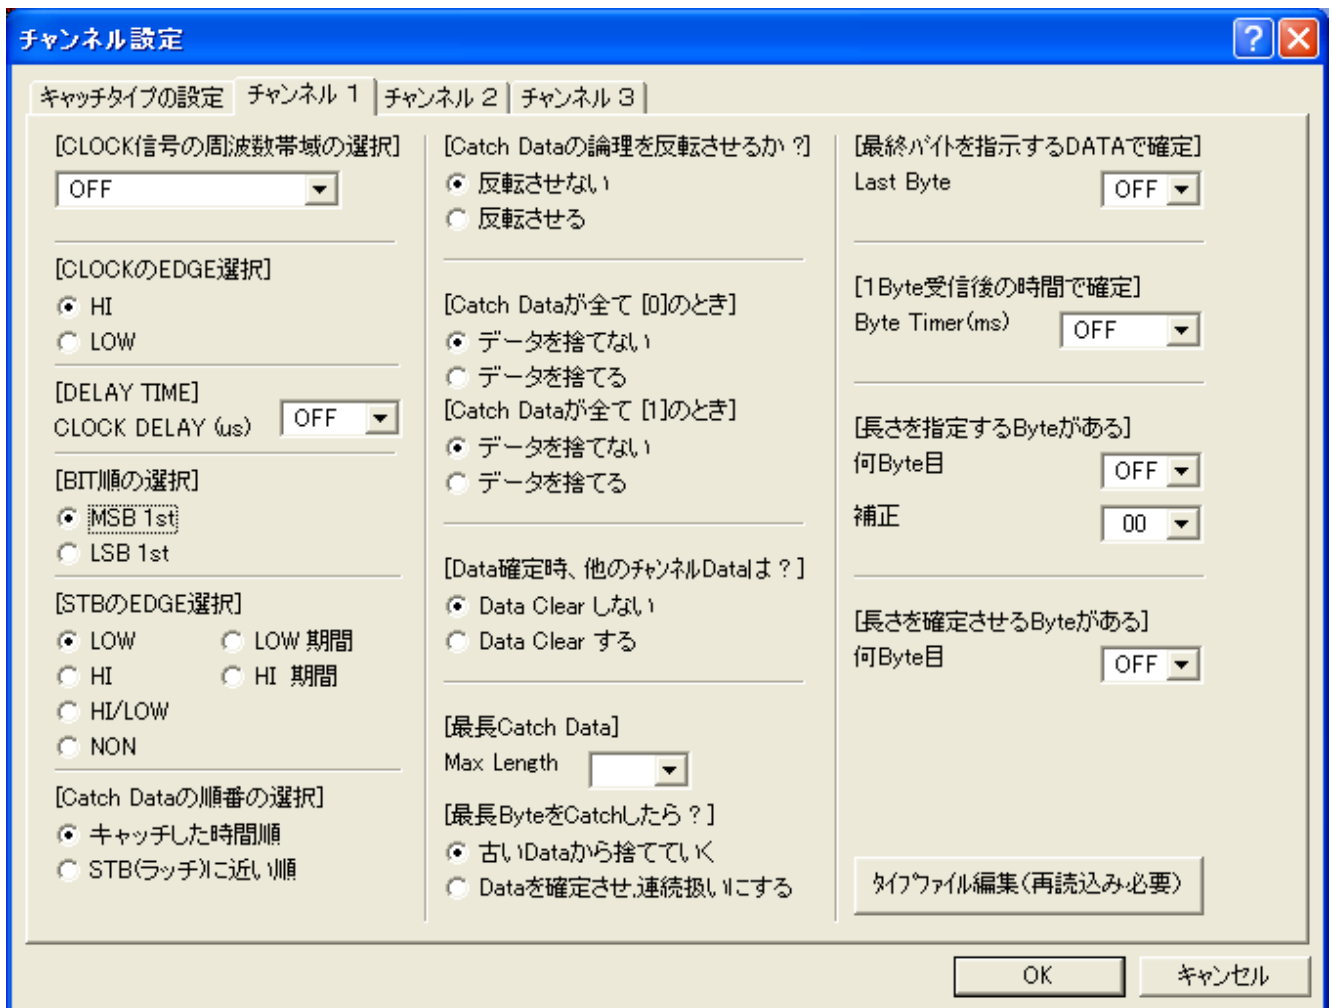 チャンネル設定
キャッチタイプの設定 チャンネル 1 チャンネル 2 チャンネル 3
[CLOCK信号の周波数帯域の選択]
OFF
[CLOCKのEDGE選択]
HI
LOW
[DELAY TIME]
CLOCK DELAY (us) OFF
[BIT順の選択]
MSB 1st
LSB 1st
[STBのEDGE選択]
LOW LOW 期間
HI HI 期間
HI/LOW
NON
[Catch Dataの順番の選択]
キャッチした時間順
STB(ラッチ)に近い順
[Catch Dataの論理を反転させるか?]
反転させない
反転させる
[Catch Dataが全て [0]のとき]
データを捨てない
データを捨てる
[Catch Dataが全て [1]のとき]
データを捨てない
データを捨てる
[Data確定時、他のチャンネルDataは?]
Data Clear しない
Data Clear する
[最長Catch Data]
Max Length
[最長ByteをCatchしたら?]
古いDataから捨てていく
Dataを確定させ,連続扱いにする
[最終バイトを指示するDATAで確定]
Last Byte OFF
[1Byte受信後の時間で確定]
Byte Timer(ms) OFF
[長さを指定するByteがある]
何Byte目 OFF
補正 00
[長さを確定させるByteがある]
何Byte目 OFF
タイプファイル編集(再読込み必要)
OK キャンセル